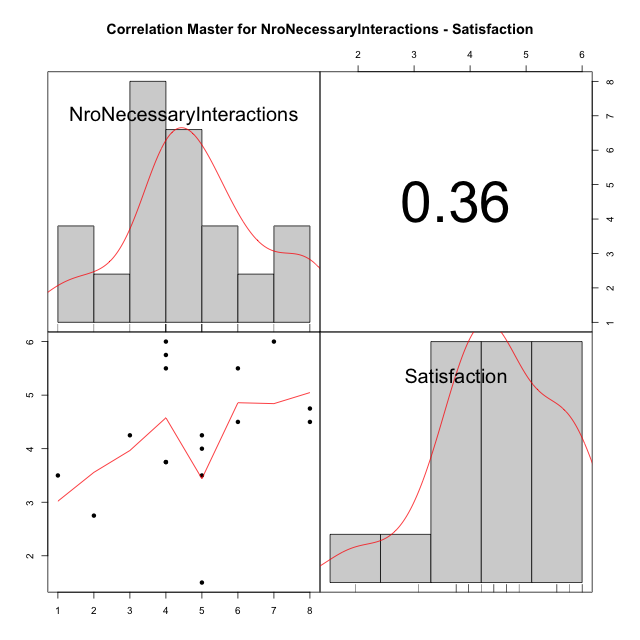 Correlation Master for NroNecessaryInteractions - Satisfaction
2 3 4 5 6
NroNecessaryInteractions
0.36
8
7
6
5
4
3
2
1
6
5
4
3
2
Satisfaction
1 2 3 4 5 6 7 8